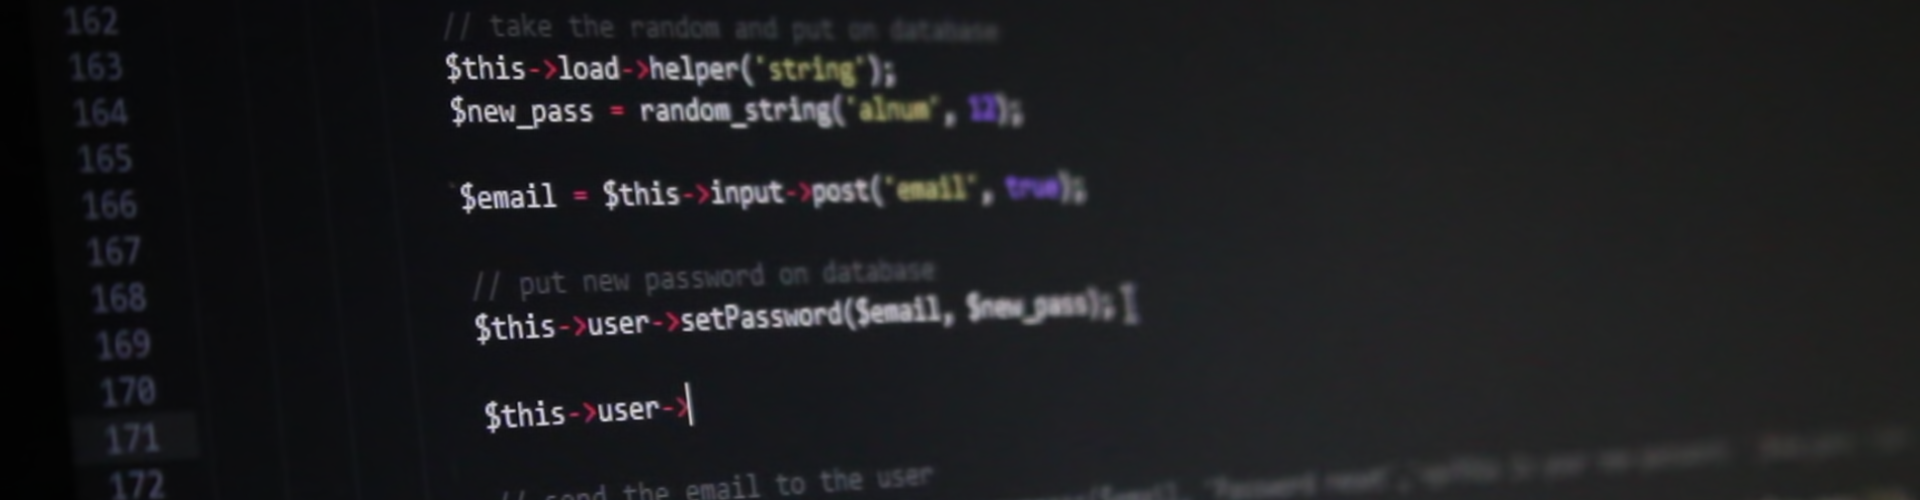 162 // take the random and put on database
163 $this->load->helper('string');
164 $new_pass = random_string('alnum', 12);
165
166 $email = $this->input->post('email', true);
167
168 // put new password on database
169 $this->user->setPassword($email, $new_pass);
170
171 $this->user->
172 // send the email to the user